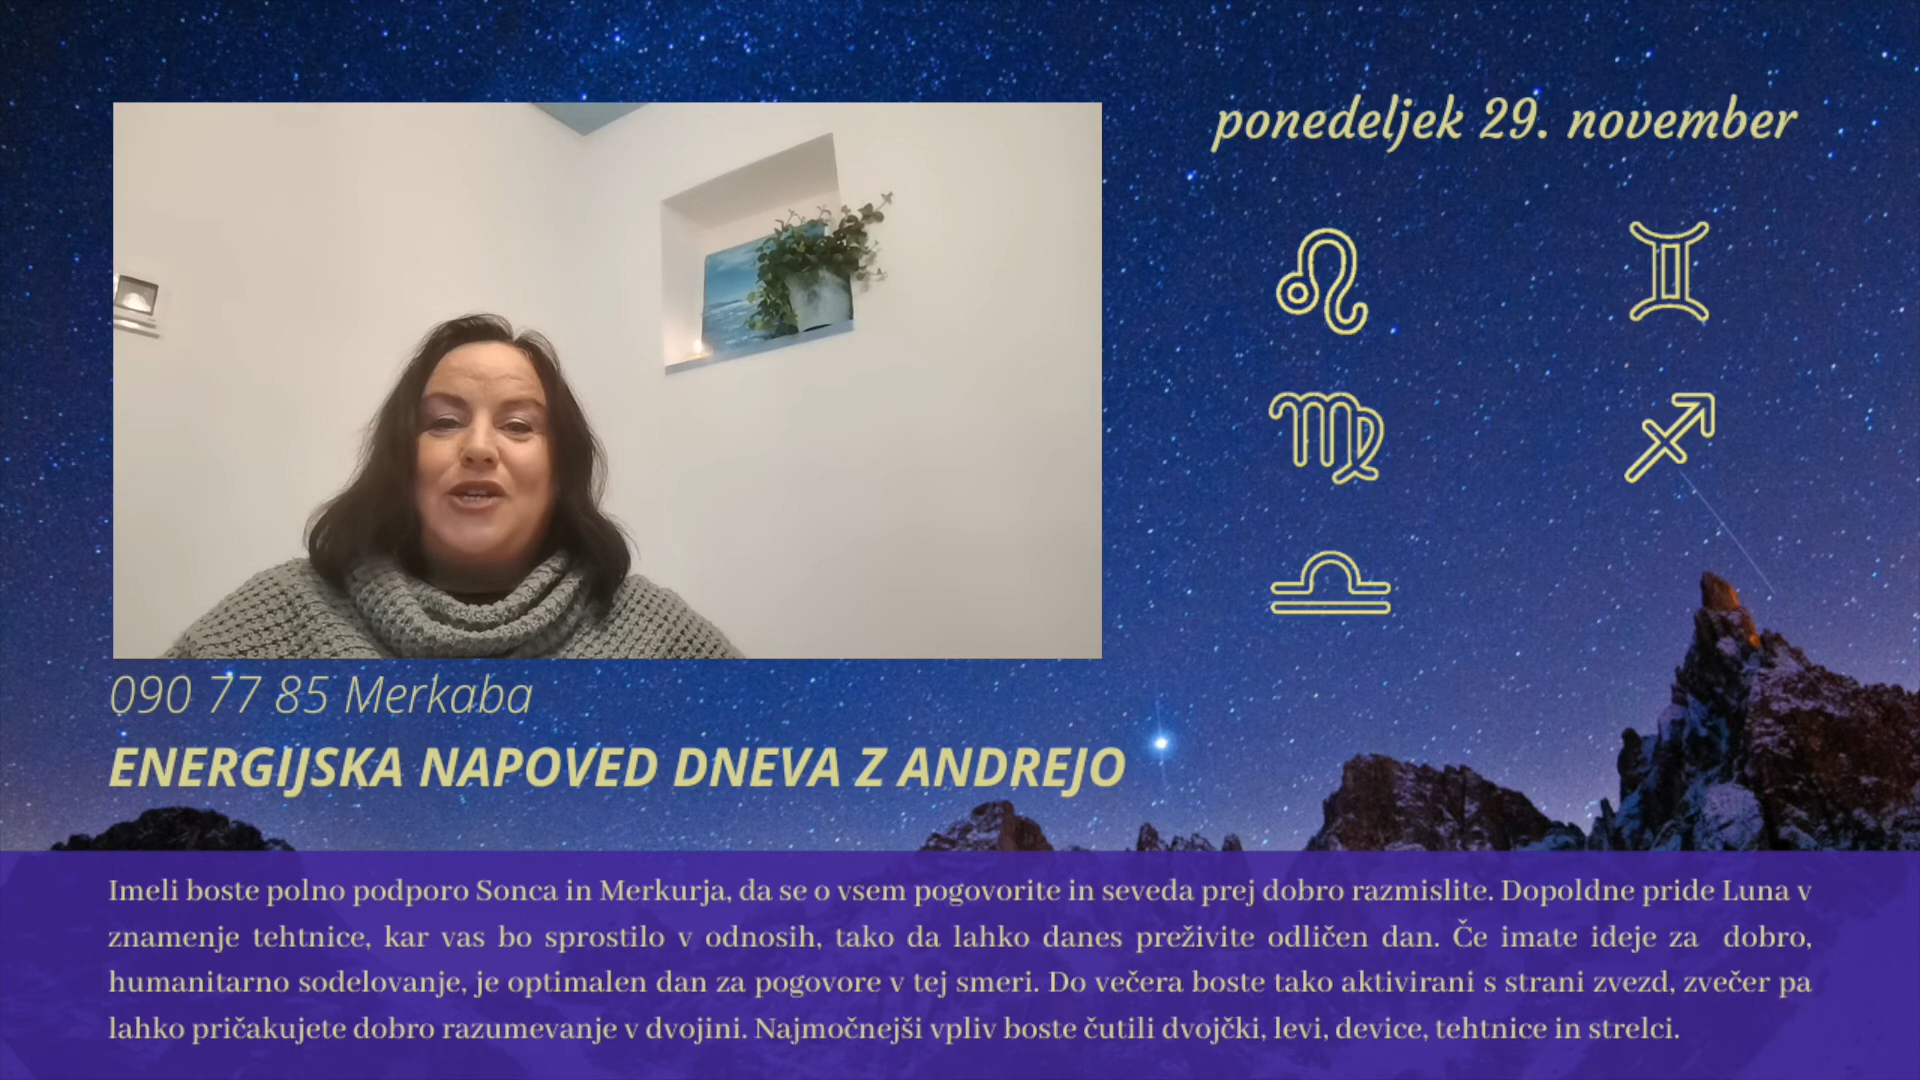 ponedeljek 29. november
090 77 85 Merkaba
ENERGIJSKA NAPOVED DNEVA Z ANDREJO
Imeli boste polno podporo Sonca in Merkurja, da se o vsem pogovorite in seveda prej dobro razmislite. Dopoldne pride Luna v
znamenje tehtnice, kar vas bo sprostilo v odnosih, tako da lahko danes preživite odličen dan. Če imate ideje za dobro,
humanitarno sodelovanje, je optimalen dan za pogovore v tej smeri. Do večera boste tako aktivirani s strani zvezd, zvečer pa
lahko pričakujete dobro razumevanje v dvojini. Najmočnejši vpliv boste čutili dvojčki, levi, device, tehtnice in strelci.